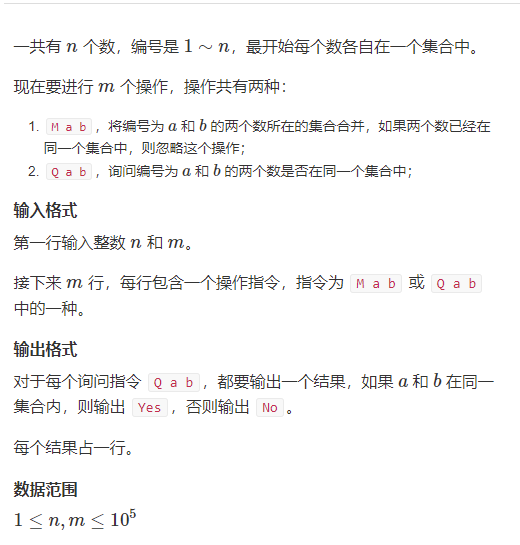 一共有 n 个数，编号是 1 ∼ n，最开始每个数各自在一个集合中。
现在要进行 m 个操作，操作共有两种：
1. M a b ，将编号为 a 和 b 的两个数所在的集合合并，如果两个数已经在
同一个集合中，则忽略这个操作；
2. Q a b ，询问编号为 a 和 b 的两个数是否在同一个集合中；
输入格式
第一行输入整数 n 和 m。
接下来 m 行，每行包含一个操作指令，指令为 M a b 或 Q a b
中的一种。
输出格式
对于每个询问指令 Q a b ，都要输出一个结果，如果 a 和 b 在同一
集合内，则输出 Yes ，否则输出 No 。
每个结果占一行。
数据范围
1 ≤ n, m ≤ 10⁵